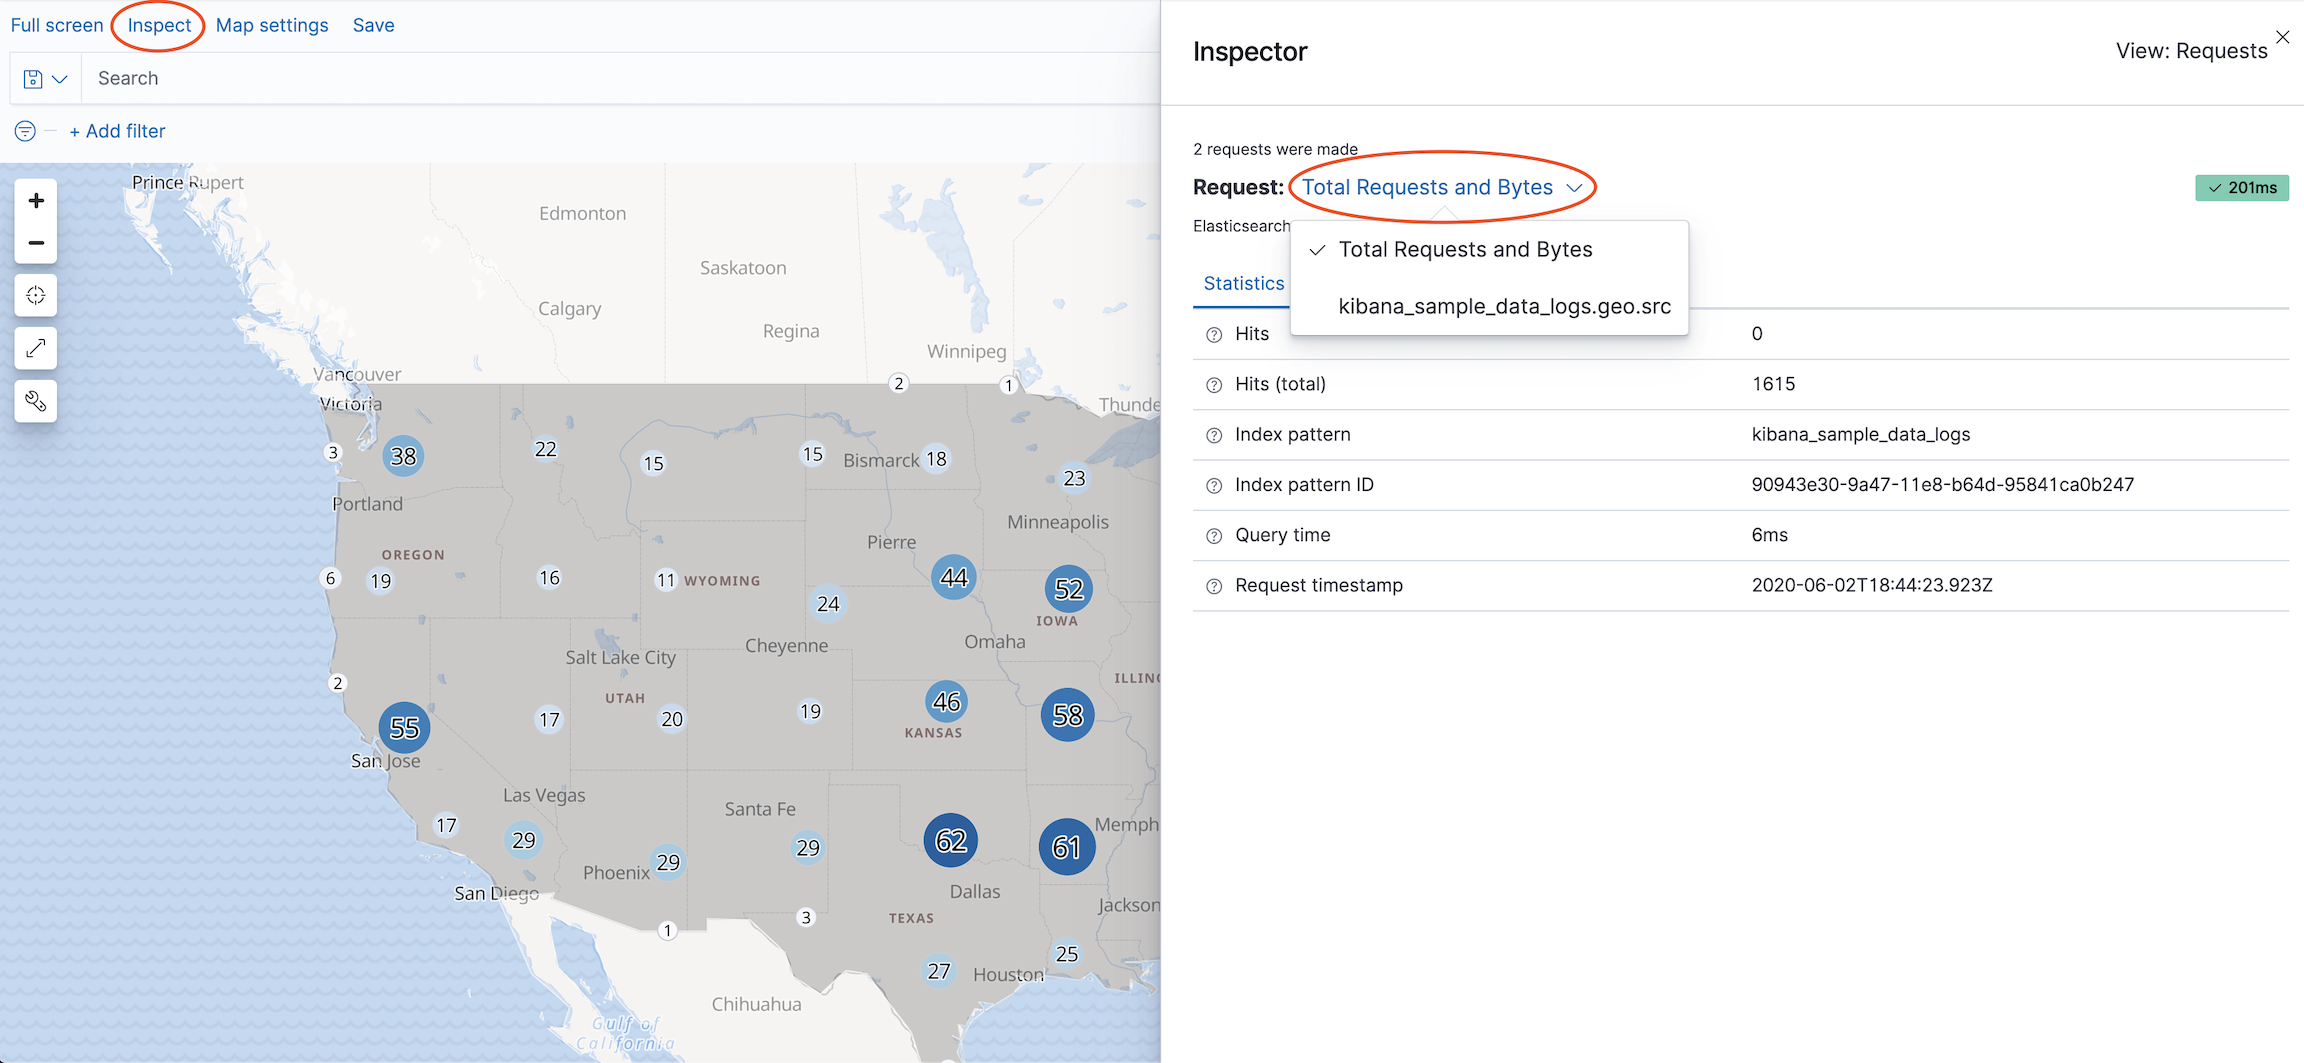 Full screen Inspect Map settings Save
Search
+ Add filter
Prince Rupert
Edmonton
Saskatoon
Calgary
Regina
Winnipeg
Vancouver
2
1
Victoria
Thunde
3
38
22
15
15
Bismarck
18
23
Portland
Minneapolis
Pierre
OREGON
6
19
16
11
WYOMING
44
52
24
IOWA
Cheyenne
Omaha
Salt Lake City
2
UTAH
ILLINO
55
17
20
19
46
58
KANSAS
San Jose
Las Vegas
Santa Fe
17
29
29
62
61
Memph
Phoenix
29
San Diego
Dallas
Jackson
3
TEXAS
1
25
27
Houston
Chihuahua
Gulf of
California
Inspector
View: Requests
2 requests were made
Request: Total Requests and Bytes
201ms
Elasticsearch
Total Requests and Bytes
kibana_sample_data_logs.geo.src
Statistics
Hits 0
Hits (total) 1615
Index pattern kibana_sample_data_logs
Index pattern ID 90943e30-9a47-11e8-b64d-95841ca0b247
Query time 6ms
Request timestamp 2020-06-02T18:44:23.923Z